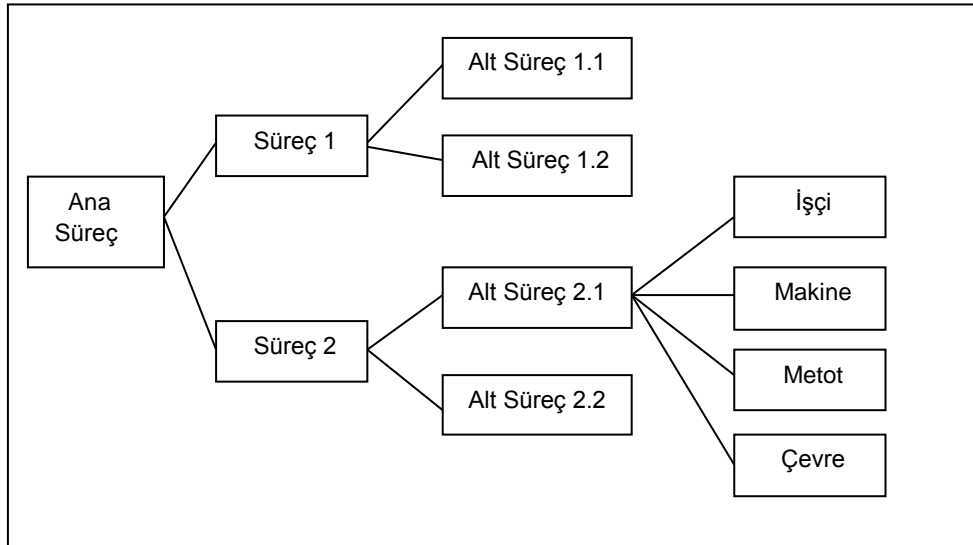 Ana
Süreç
Süreç 1
Süreç 2
Alt Süreç 1.1
Alt Süreç 1.2
Alt Süreç 2.1
Alt Süreç 2.2
İşçi
Makine
Metot
Çevre